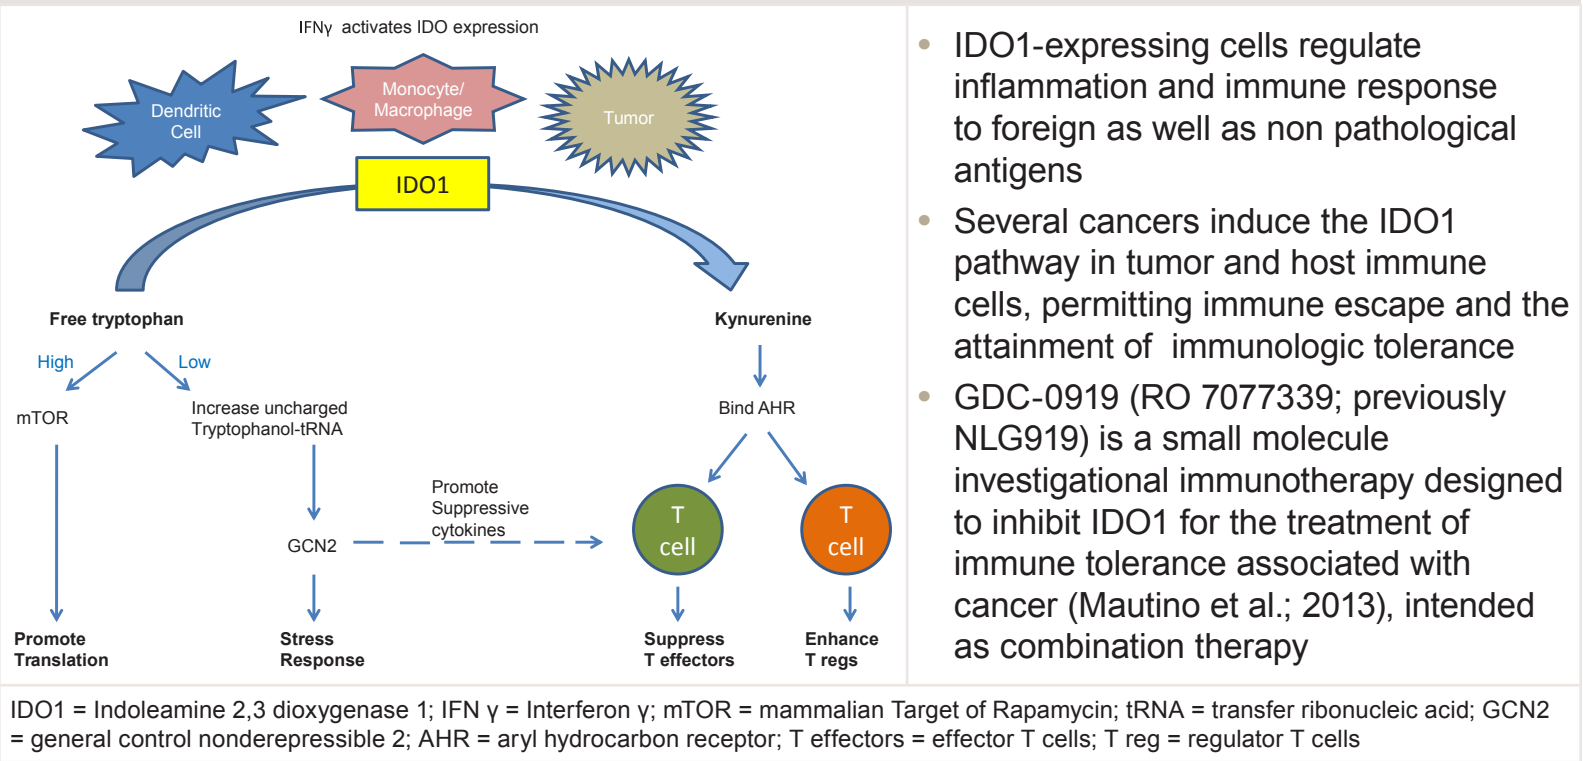 IFNγ activates IDO expression
Dendritic
Cell
Monocyte/
Macrophage
Tumor
IDO1
Free tryptophan
Kynurenine
High
Low
mTOR
Increase uncharged
Tryptophanol-tRNA
Bind AHR
Promote
Suppressive
cytokines
GCN2
T
cell
T
cell
Promote
Translation
Stress
Response
Suppress
T effectors
Enhance
T regs
• IDO1-expressing cells regulate
inflammation and immune response
to foreign as well as non pathological
antigens
• Several cancers induce the IDO1
pathway in tumor and host immune
cells, permitting immune escape and the
attainment of immunologic tolerance
• GDC-0919 (RO 7077339; previously
NLG919) is a small molecule
investigational immunotherapy designed
to inhibit IDO1 for the treatment of
immune tolerance associated with
cancer (Mautino et al.; 2013), intended
as combination therapy
IDO1 = Indoleamine 2,3 dioxygenase 1; IFN γ = Interferon γ; mTOR = mammalian Target of Rapamycin; tRNA = transfer ribonucleic acid; GCN2
= general control nonderepressible 2; AHR = aryl hydrocarbon receptor; T effectors = effector T cells; T reg = regulator T cells